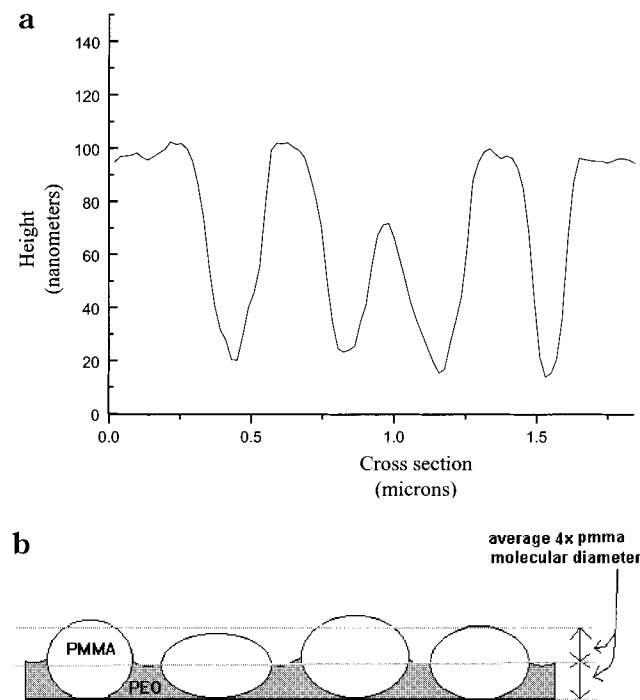 a
140
120
100
80
60
40
20
0
Height
(nanometers)
0.0 0.5 1.0 1.5
Cross section
(microns)
b
average 4x pmma
molecular diameter
PMMA
PEO